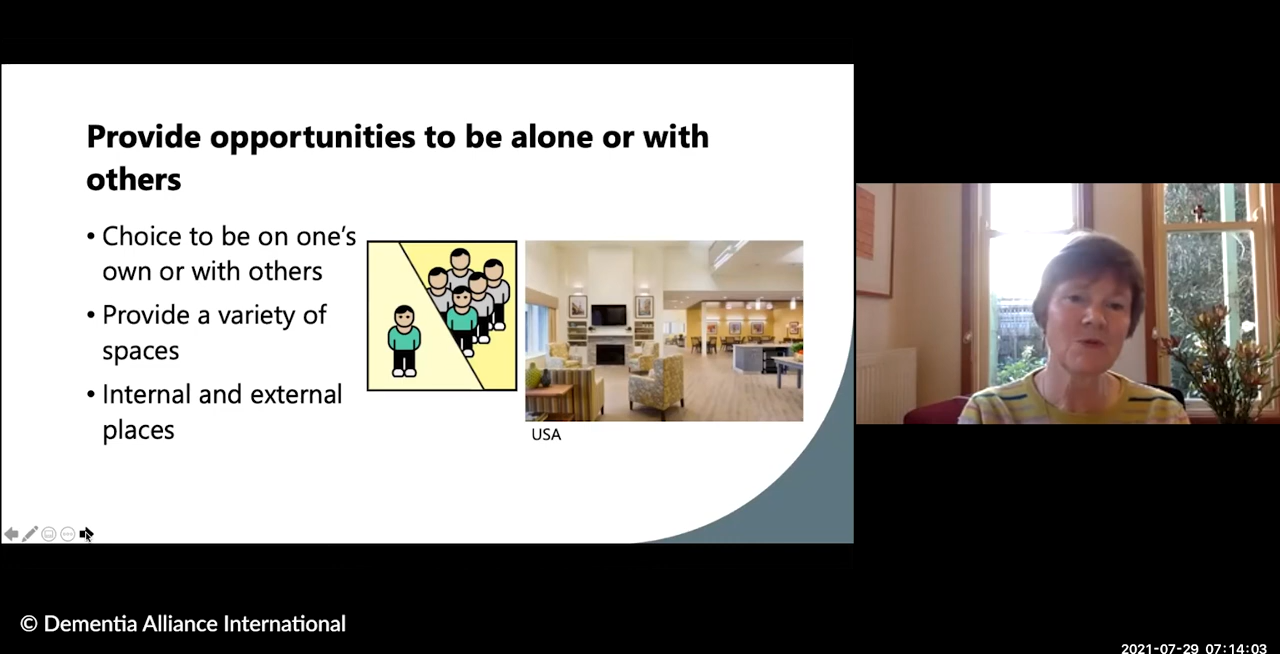 Provide opportunities to be alone or with
others
• Choice to be on one’s
own or with others
• Provide a variety of
spaces
• Internal and external
places
USA
© Dementia Alliance International
2021-07-29 07:14:03